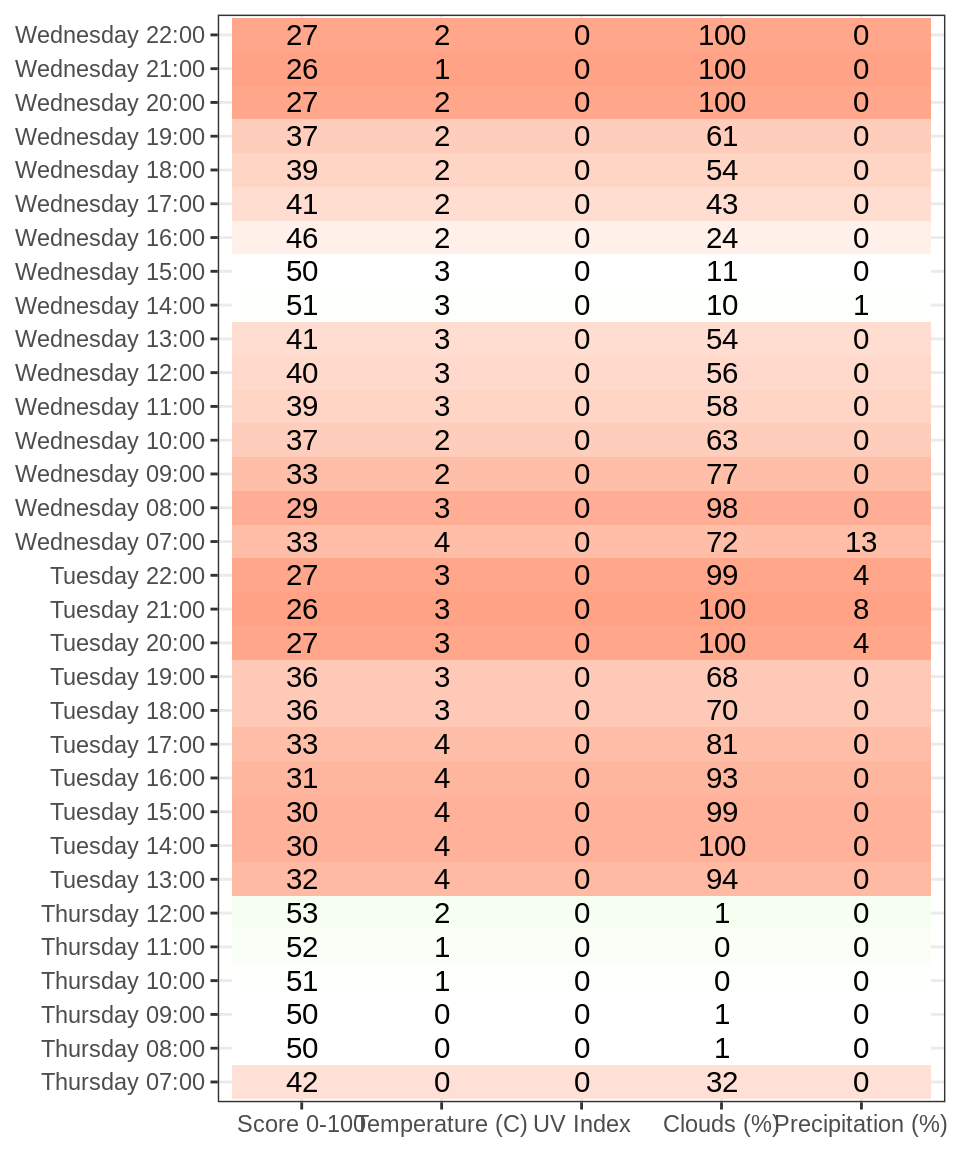 Wednesday 22:00 27 2 0 100 0
Wednesday 21:00 26 1 0 100 0
Wednesday 20:00 27 2 0 100 0
Wednesday 19:00 37 2 0 61 0
Wednesday 18:00 39 2 0 54 0
Wednesday 17:00 41 2 0 43 0
Wednesday 16:00 46 2 0 24 0
Wednesday 15:00 50 3 0 11 0
Wednesday 14:00 51 3 0 10 1
Wednesday 13:00 41 3 0 54 0
Wednesday 12:00 40 3 0 56 0
Wednesday 11:00 39 3 0 58 0
Wednesday 10:00 37 2 0 63 0
Wednesday 09:00 33 2 0 77 0
Wednesday 08:00 29 3 0 98 0
Wednesday 07:00 33 4 0 72 13
Tuesday 22:00 27 3 0 99 4
Tuesday 21:00 26 3 0 100 8
Tuesday 20:00 27 3 0 100 4
Tuesday 19:00 36 3 0 68 0
Tuesday 18:00 36 3 0 70 0
Tuesday 17:00 33 4 0 81 0
Tuesday 16:00 31 4 0 93 0
Tuesday 15:00 30 4 0 99 0
Tuesday 14:00 30 4 0 100 0
Tuesday 13:00 32 4 0 94 0
Thursday 12:00 53 2 0 1 0
Thursday 11:00 52 1 0 0 0
Thursday 10:00 51 1 0 0 0
Thursday 09:00 50 0 0 1 0
Thursday 08:00 50 0 0 1 0
Thursday 07:00 42 0 0 32 0
Score 0-100 Temperature (C) UV Index Clouds (%) Precipitation (%)